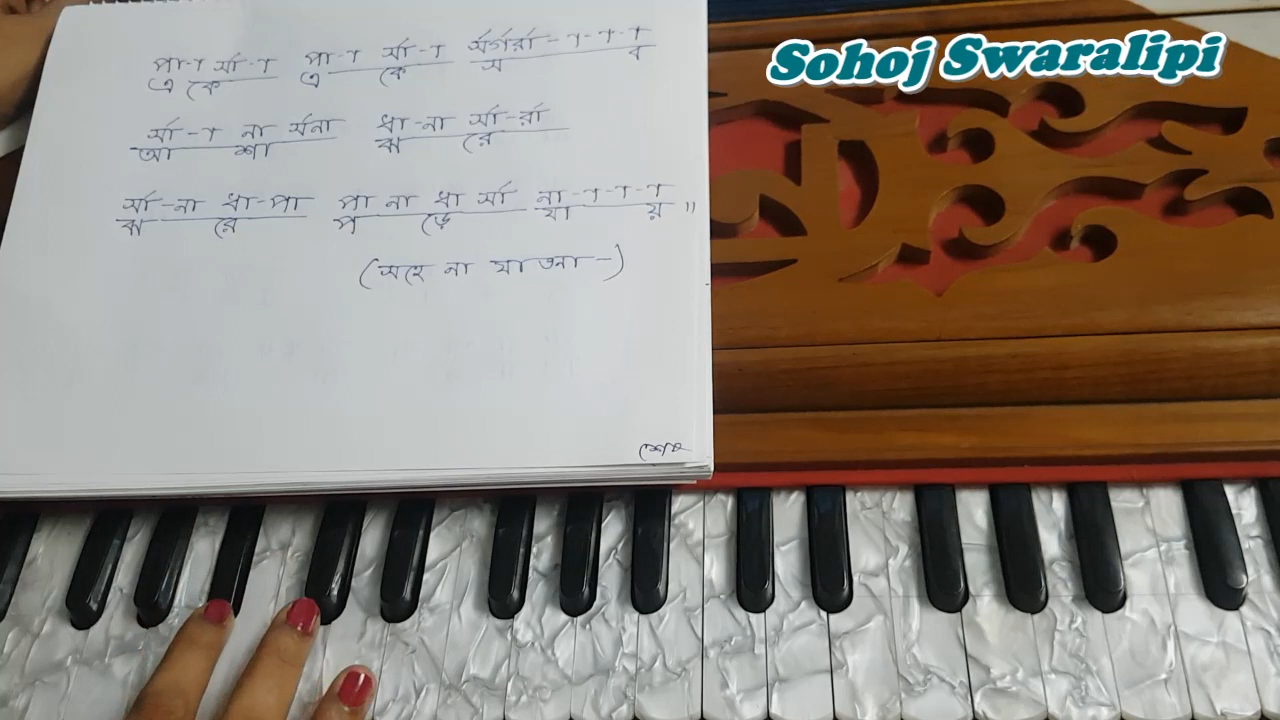 Sohoj Swaralipi
পা-া র্সা-া পা-া র্সা-া র্সর্গর্রা-া-া-া
এ কে এ কে স ব
র্সা-া না র্সনা ধা-না র্সা-র্রা
আ শা ঝ রে
র্সা-না ধা-পা পা না ধা র্সা না-া-া-া
ঝ রে প ড়ে যা য় "
(সহে না যাতনা-)
শেষ